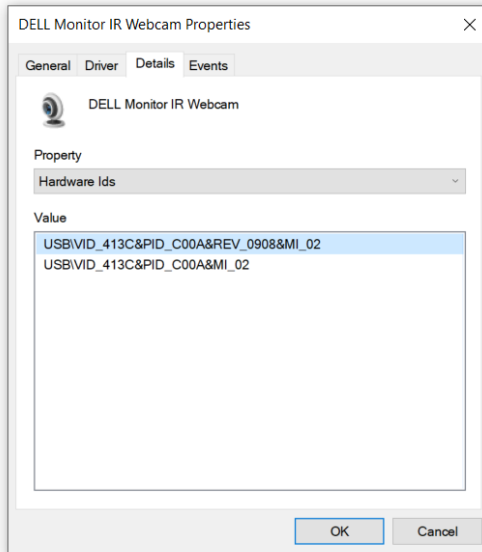 DELL Monitor IR Webcam Properties
General Driver Details Events
DELL Monitor IR Webcam
Property
Hardware Ids
Value
USB\VID_413C&PID_C00A&REV_0908&MI_02
USB\VID_413C&PID_C00A&MI_02
OK Cancel